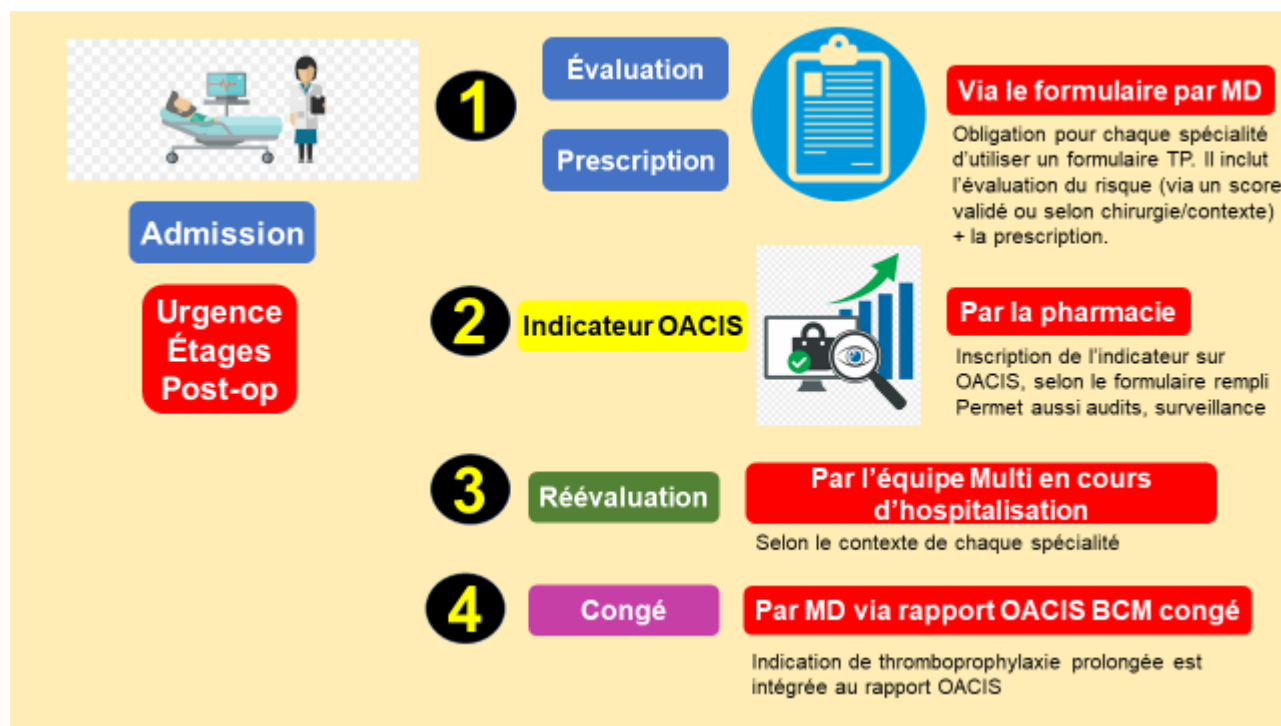 Admission
Urgence
Étages
Post-op
1
Évaluation
Prescription
Via le formulaire par MD
Obligation pour chaque spécialité
d'utiliser un formulaire TP. Il inclut
l'évaluation du risque (via un score
validé ou selon chirurgie/contexte)
+ la prescription.
2
Indicateur OACIS
Par la pharmacie
Inscription de l'indicateur sur
OACIS, selon le formulaire rempli
Permet aussi audits, surveillance
3
Réévaluation
Par l'équipe Multi en cours
d'hospitalisation
Selon le contexte de chaque spécialité
4
Congé
Par MD via rapport OACIS BCM congé
Indication de thromboprophylaxie prolongée est
intégrée au rapport OACIS